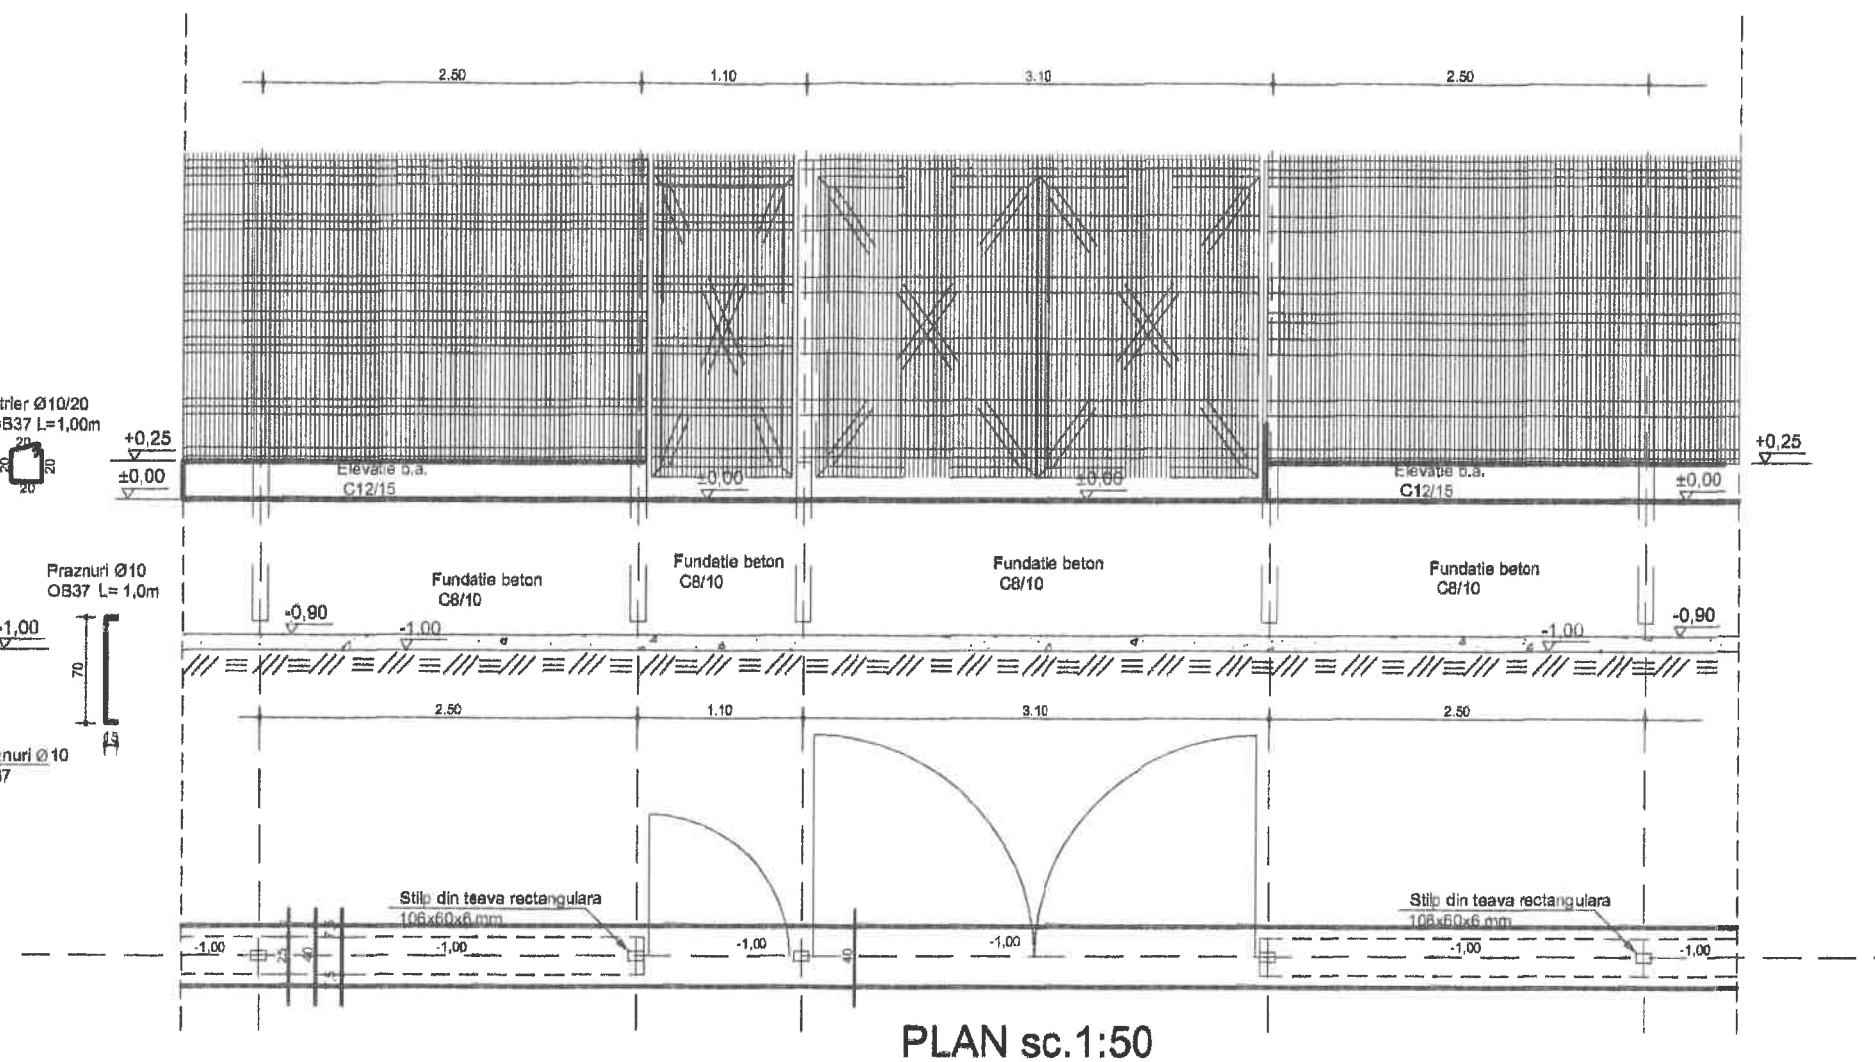 2.50 1.10 3.10 2.50
trier Ø10/20
B37 L=1,00m
20
20 20
20
+0,25
±0,00
Elevatie b.a.
C12/15
±0,00
±0,00
Elevatie b.a.
C12/15
+0,25
±0,00
Praznuri Ø10
OB37 L= 1,0m
-1,00
70
15
nuri Ø10
37
Fundatie beton
C8/10
Fundatie beton
C8/10
Fundatie beton
C8/10
Fundatie beton
C8/10
-0,90
-1,00
-1,00
-0,90
2.50 1.10 3.10 2.50
Stilp din teava rectangulara
106x60x6 mm
Stilp din teava rectangulara
106x60x6 mm
-1,00 25 40 -1,00 -1,00 40 -1,00 -1,00 -1,00
PLAN sc.1:50